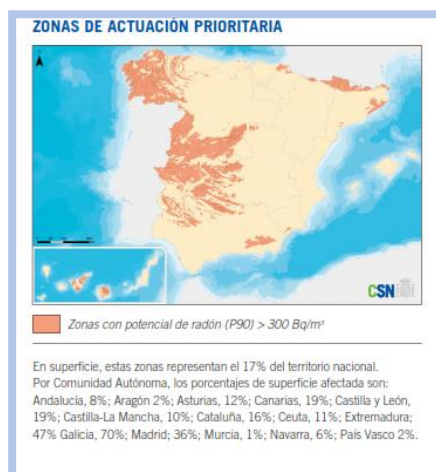 ZONAS DE ACTUACIÓN PRIORITARIA
CSN
Zonas con potencial de radón (P90) > 300 Bq/m³
En superficie, estas zonas representan el 17% del territorio nacional.
Por Comunidad Autónoma, los porcentajes de superficie afectada son:
Andalucía, 8%; Aragón 2%; Asturias, 12%; Canarias, 19%; Castilla y León,
19%; Castilla-La Mancha, 10%; Cataluña, 16%; Ceuta, 11%; Extremadura;
47% Galicia, 70%; Madrid; 36%; Murcia, 1%; Navarra, 6%; País Vasco 2%.